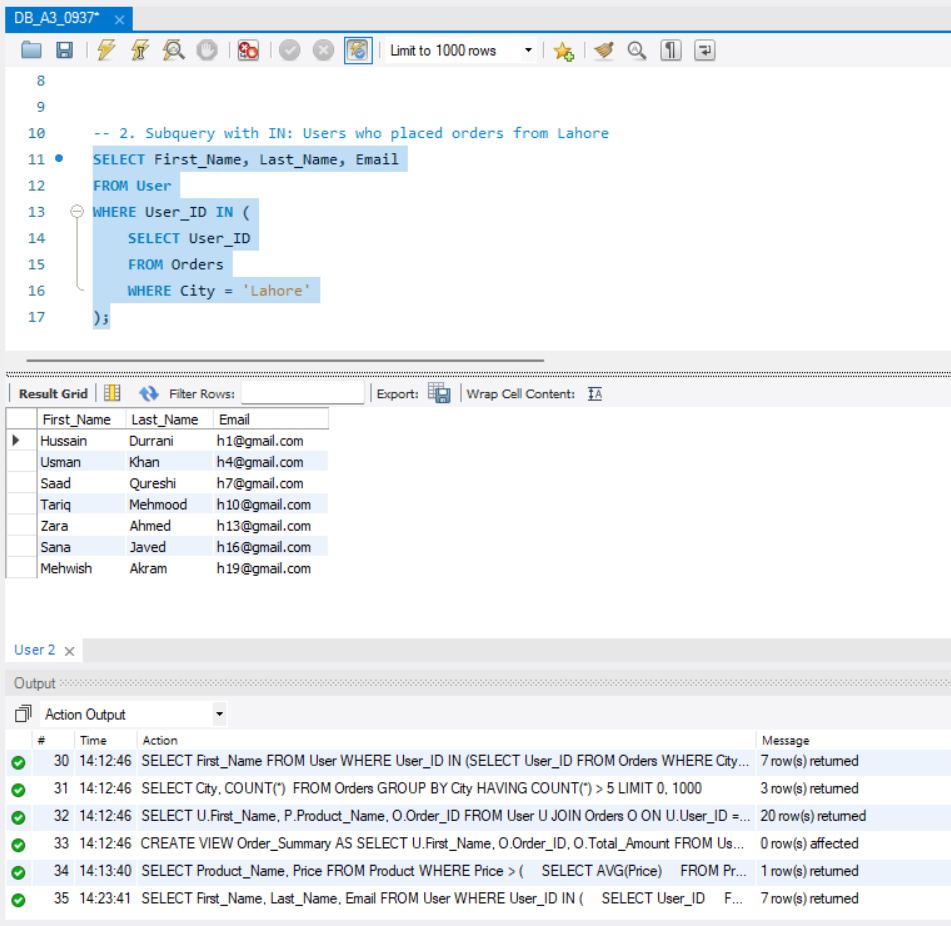 DB_A3_0937* ×
Limit to 1000 rows
8
9
10 -- 2. Subquery with IN: Users who placed orders from Lahore
11 SELECT First_Name, Last_Name, Email
12 FROM User
13 WHERE User_ID IN (
14 SELECT User_ID
15 FROM Orders
16 WHERE City = 'Lahore'
17 );
Result Grid Filter Rows: Export: Wrap Cell Content: IA
First_Name Last_Name Email
Hussain Durrani h1@gmail.com
Usman Khan h4@gmail.com
Saad Qureshi h7@gmail.com
Tariq Mehmood h10@gmail.com
Zara Ahmed h13@gmail.com
Sana Javed h16@gmail.com
Mehwish Akram h19@gmail.com
User 2 ×
Output
Action Output
# Time Action Message
30 14:12:46 SELECT First_Name FROM User WHERE User_ID IN (SELECT User_ID FROM Orders WHERE City... 7 row(s) returned
31 14:12:46 SELECT City, COUNT(*) FROM Orders GROUP BY City HAVING COUNT(*) > 5 LIMIT 0, 1000 3 row(s) returned
32 14:12:46 SELECT U.First_Name, P.Product_Name, O.Order_ID FROM User U JOIN Orders O ON U.User_ID =... 20 row(s) returned
33 14:12:46 CREATE VIEW Order_Summary AS SELECT U.First_Name, O.Order_ID, O.Total_Amount FROM Us... 0 row(s) affected
34 14:13:40 SELECT Product_Name, Price FROM Product WHERE Price > ( SELECT AVG(Price) FROM Pr... 1 row(s) returned
35 14:23:41 SELECT First_Name, Last_Name, Email FROM User WHERE User_ID IN ( SELECT User_ID F... 7 row(s) returned